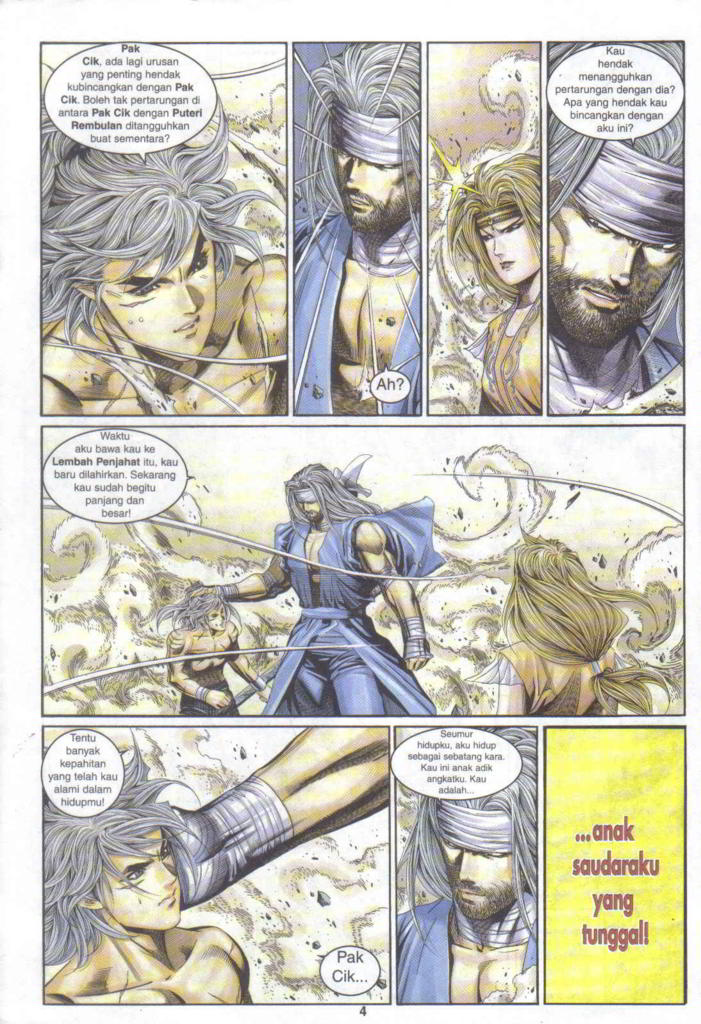 Pak
Cik, ada lagi urusan
yang penting hendak
kubincangkan dengan Pak
Cik. Boleh tak pertarungan di
antara Pak Cik dengan Puteri
Rembulan ditangguhkan
buat sementara?
Ah?
Kau
hendak
menangguhkan
pertarungan dengan dia?
Apa yang hendak kau
bincangkan dengan
aku ini?
Waktu
aku bawa kau ke
Lembah Penjahat itu, kau
baru dilahirkan. Sekarang
kau sudah begitu
panjang dan
besar!
Tentu
banyak
kepahitan
yang telah kau
alami dalam
hidupmu!
Pak
Cik...
Seumur
hidupku, aku hidup
sebagai sebatang kara.
Kau ini anak adik
angkatku. Kau
adalah...
...anak
saudaraku
yang
tunggal!
4